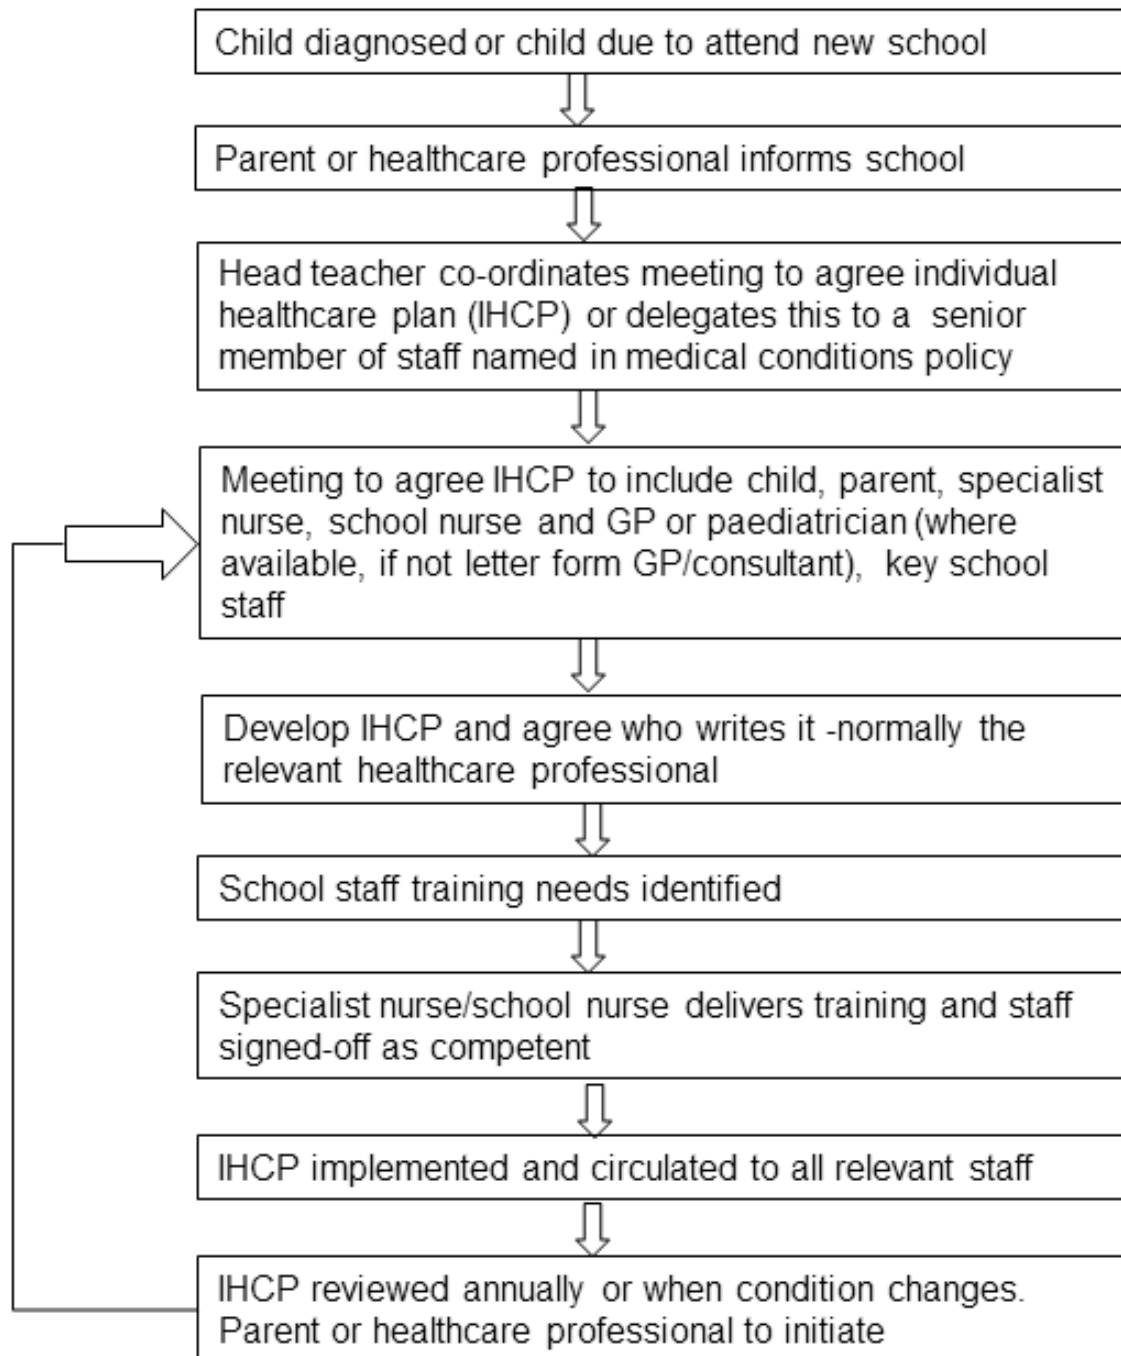 Child diagnosed or child due to attend new school
Parent or healthcare professional informs school
Head teacher co-ordinates meeting to agree individual
healthcare plan (IHCP) or delegates this to a senior
member of staff named in medical conditions policy
Meeting to agree IHCP to include child, parent, specialist
nurse, school nurse and GP or paediatrician (where
available, if not letter form GP/consultant), key school
staff
Develop IHCP and agree who writes it -normally the
relevant healthcare professional
School staff training needs identified
Specialist nurse/school nurse delivers training and staff
signed-off as competent
IHCP implemented and circulated to all relevant staff
IHCP reviewed annually or when condition changes.
Parent or healthcare professional to initiate